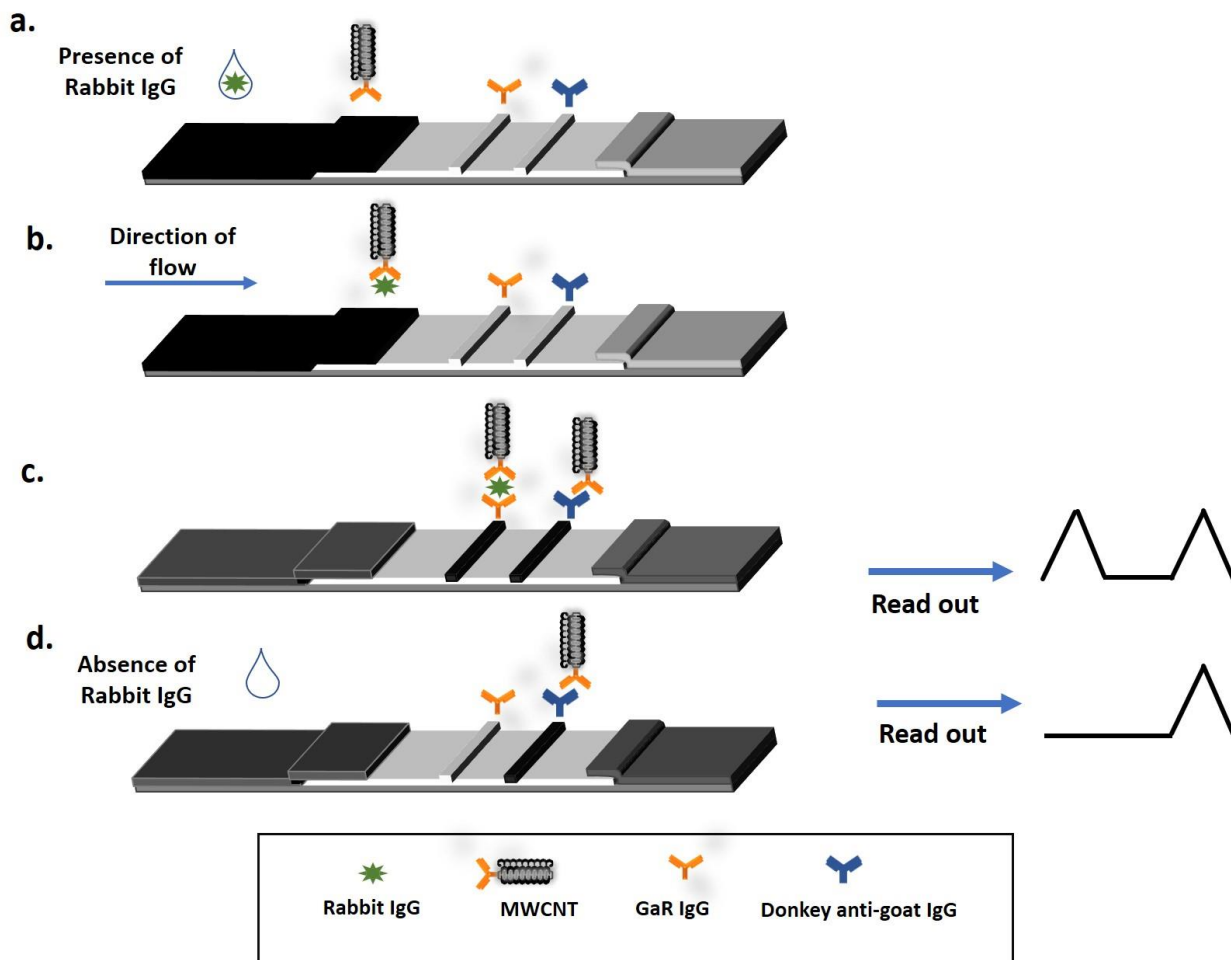 a.
Presence of
Rabbit IgG
b.
Direction of
flow
c.
Read out
d.
Absence of
Rabbit IgG
Read out
Rabbit IgG
MWCNT
GaR IgG
Donkey anti-goat IgG